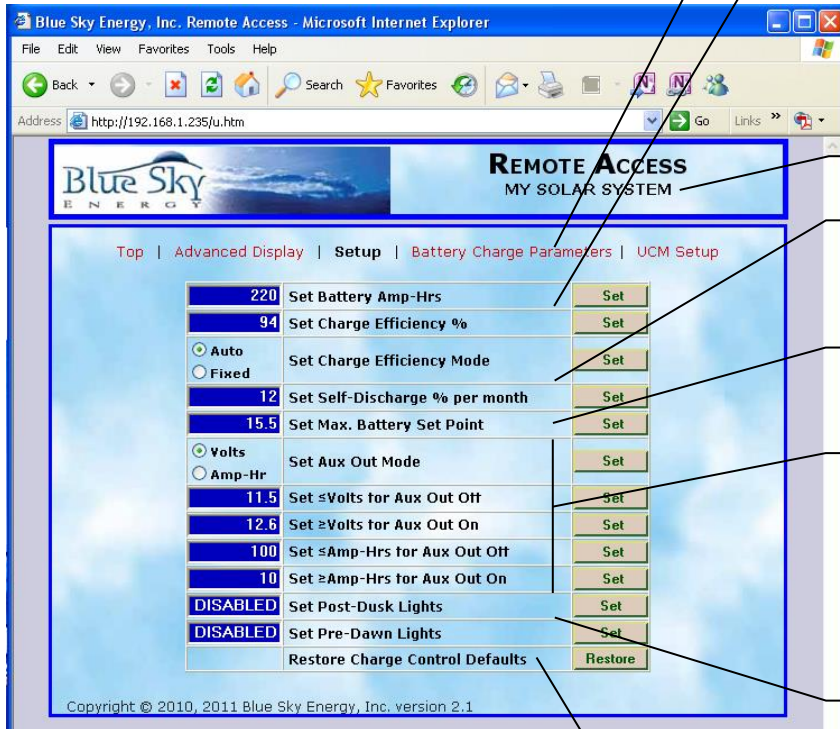 Blue Sky Energy, Inc. Remote Access - Microsoft Internet Explorer
File Edit View Favorites Tools Help
Back Search Favorites
Address http://192.168.1.235/u.htm Go Links »
Blue Sky
ENERGY
REMOTE ACCESS
MY SOLAR SYSTEM
Top | Advanced Display | Setup | Battery Charge Parameters | UCM Setup
220 Set Battery Amp-Hrs Set
94 Set Charge Efficiency % Set
Auto
Fixed
Set Charge Efficiency Mode Set
12 Set Self-Discharge % per month Set
15.5 Set Max. Battery Set Point Set
Volts
Amp-Hr
Set Aux Out Mode Set
11.5 Set ≤Volts for Aux Out Off Set
12.6 Set ≥Volts for Aux Out On Set
100 Set ≤Amp-Hrs for Aux Out Off Set
10 Set ≥Amp-Hrs for Aux Out On Set
DISABLED Set Post-Dusk Lights Set
DISABLED Set Pre-Dawn Lights Set
Restore Charge Control Defaults Restore
Copyright © 2010, 2011 Blue Sky Energy, Inc. version 2.1